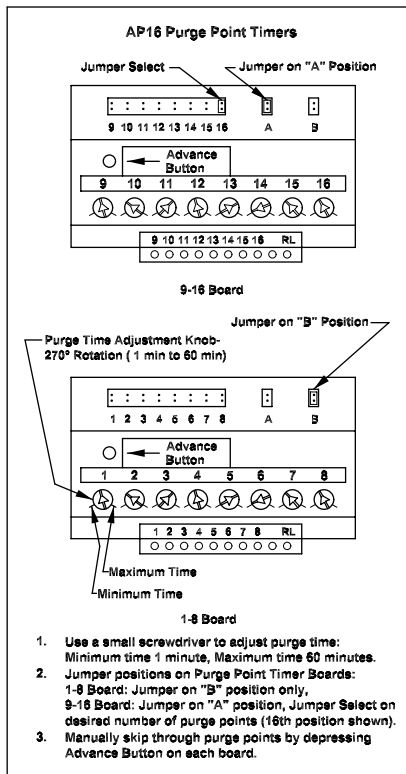 AP16 Purge Point Timers
Jumper Select
Jumper on "A" Position
9 10 11 12 13 14 15 16 A B
Advance
Button
9 10 11 12 13 14 15 16
9 10 11 12 13 14 15 16 RL
9-16 Board
Jumper on "B" Position
Purge Time Adjustment Knob-
270° Rotation ( 1 min to 60 min)
1 2 3 4 5 6 7 8 A B
Advance
Button
1 2 3 4 5 6 7 8
1 2 3 4 5 6 7 8 RL
Maximum Time
Minimum Time
1-8 Board
1. Use a small screwdriver to adjust purge time:
Minimum time 1 minute, Maximum time 60 minutes.
2. Jumper positions on Purge Point Timer Boards:
1-8 Board: Jumper on "B" position only,
9-16 Board: Jumper on "A" position, Jumper Select on
desired number of purge points (16th position shown).
3. Manually skip through purge points by depressing
Advance Button on each board.